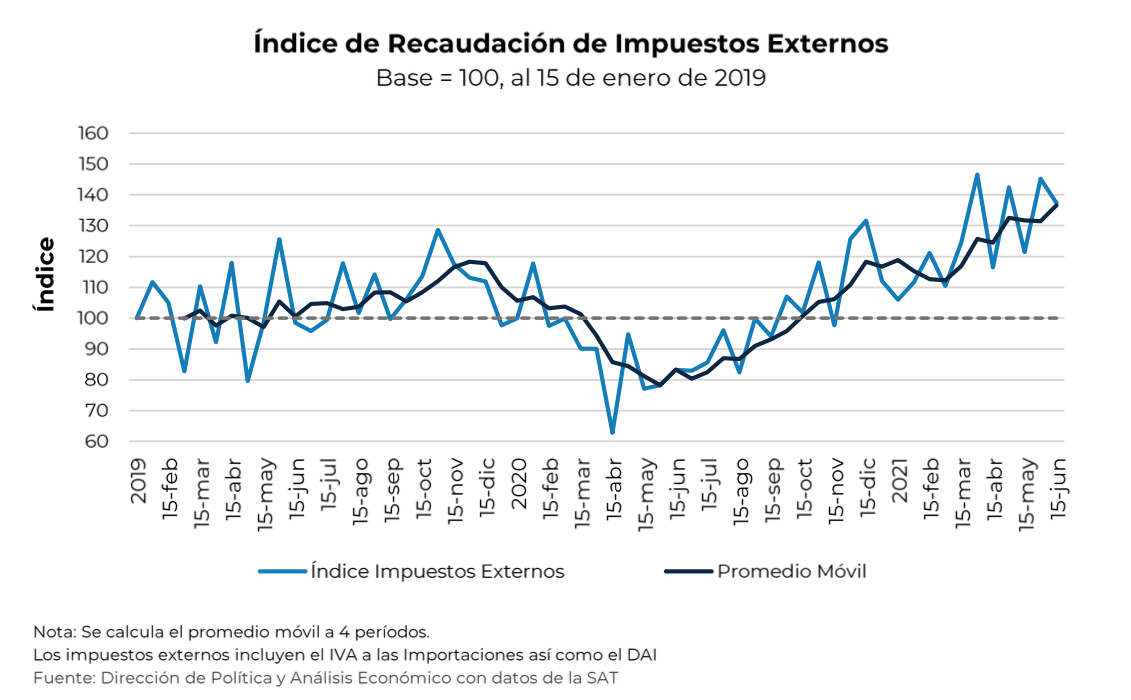 Índice de Recaudación de Impuestos Externos
Base = 100, al 15 de enero de 2019
Índice
160
150
140
130
120
110
100
90
80
70
60
2019
15-feb
15-mar
15-abr
15-may
15-jun
15-jul
15-ago
15-sep
15-oct
15-nov
15-dic
2020
15-feb
15-mar
15-abr
15-may
15-jun
15-jul
15-ago
15-sep
15-oct
15-nov
15-dic
2021
15-feb
15-mar
15-abr
15-may
15-jun
Índice Impuestos Externos
Promedio Móvil
Nota: Se calcula el promedio móvil a 4 períodos.
Los impuestos externos incluyen el IVA a las Importaciones así como el DAI
Fuente: Dirección de Política y Análisis Económico con datos de la SAT